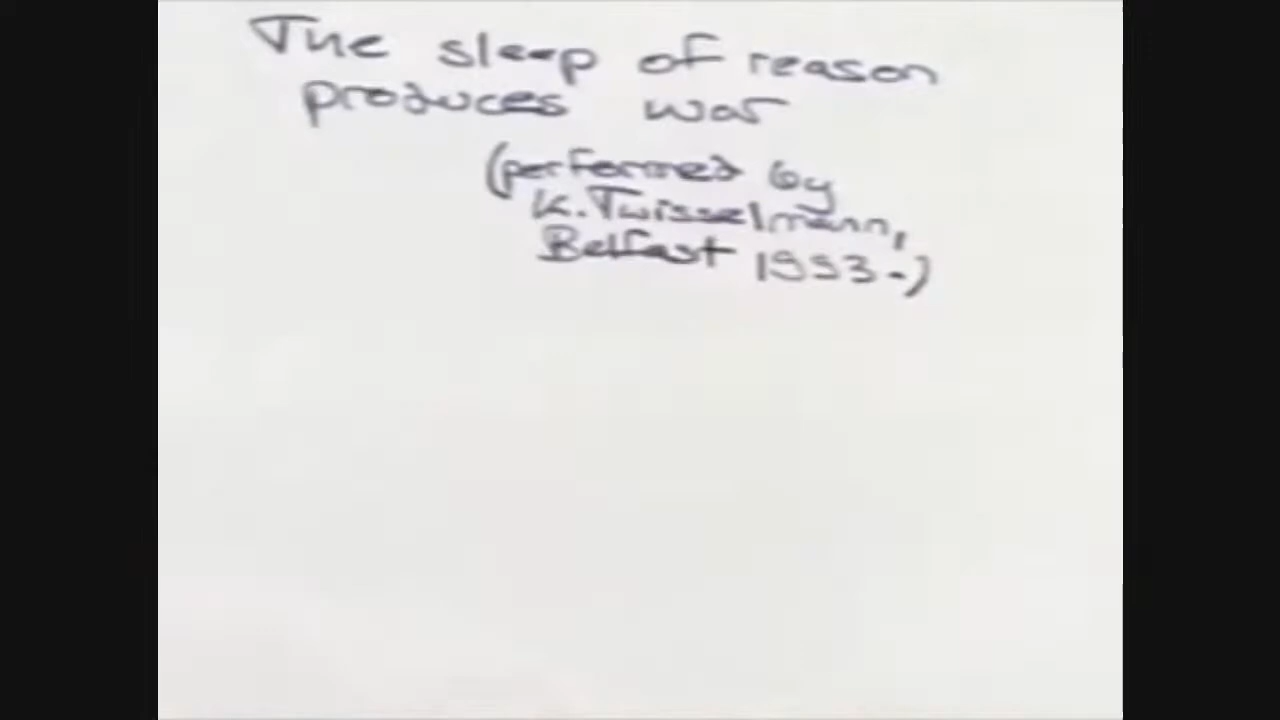 The sleep of reason
produces war
(performed by
K. Twisselmann,
Belfast 1993.)